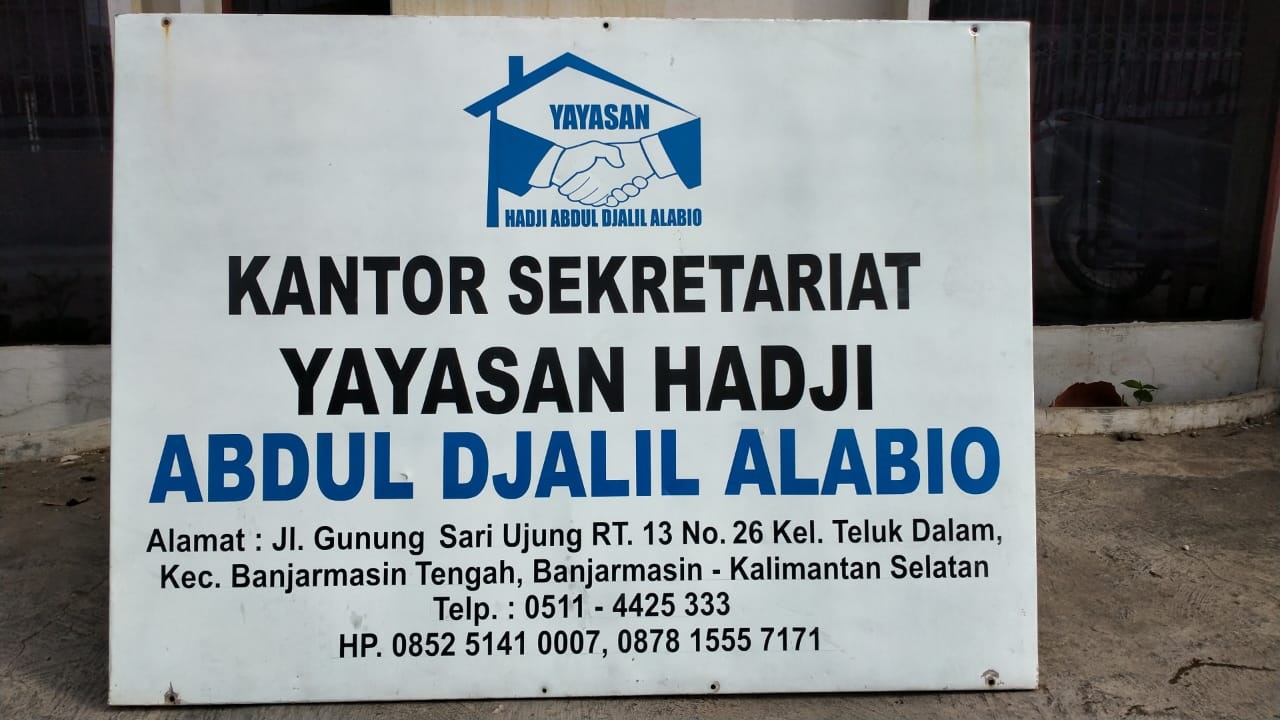 YAYASAN
HADJI ABDUL DJALIL ALABIO
KANTOR SEKRETARIAT
YAYASAN HADJI
ABDUL DJALIL ALABIO
Alamat : Jl. Gunung Sari Ujung RT. 13 No. 26 Kel. Teluk Dalam,
Kec. Banjarmasin Tengah, Banjarmasin - Kalimantan Selatan
Telp. : 0511 - 4425 333
HP. 0852 5141 0007, 0878 1555 7171